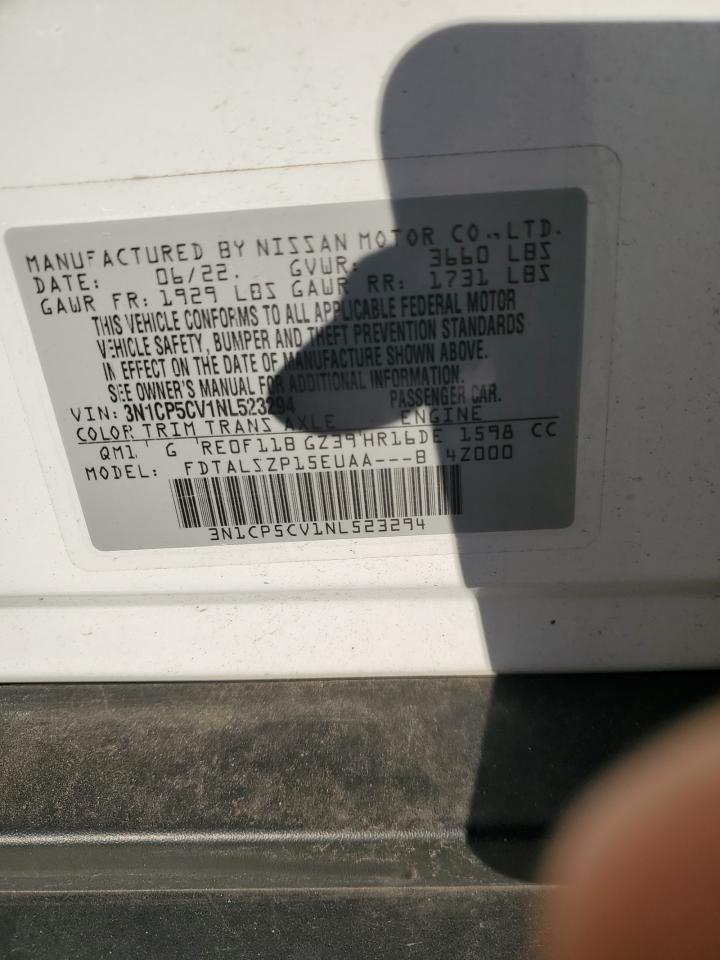 MANUFACTURED BY NISSAN MOTOR CO., LTD.
DATE: 06/22. GVWR: 3660 LBS
GAWR FR: 1929 LBS GAWR RR: 1731 LBS
THIS VEHICLE CONFORMS TO ALL APPLICABLE FEDERAL MOTOR
VEHICLE SAFETY, BUMPER AND THEFT PREVENTION STANDARDS
IN EFFECT ON THE DATE OF MANUFACTURE SHOWN ABOVE.
SEE OWNER'S MANUAL FOR ADDITIONAL INFORMATION.
VIN: 3N1CP5CV1NL523294 PASSENGER CAR.
COLOR TRIM TRANS AXLE ENGINE
QM1 G RE0F11B GZ39 HR16DE 1598 CC
MODEL: FDTALSZP15EUAA---B 4Z000
3N1CP5CV1NL523294